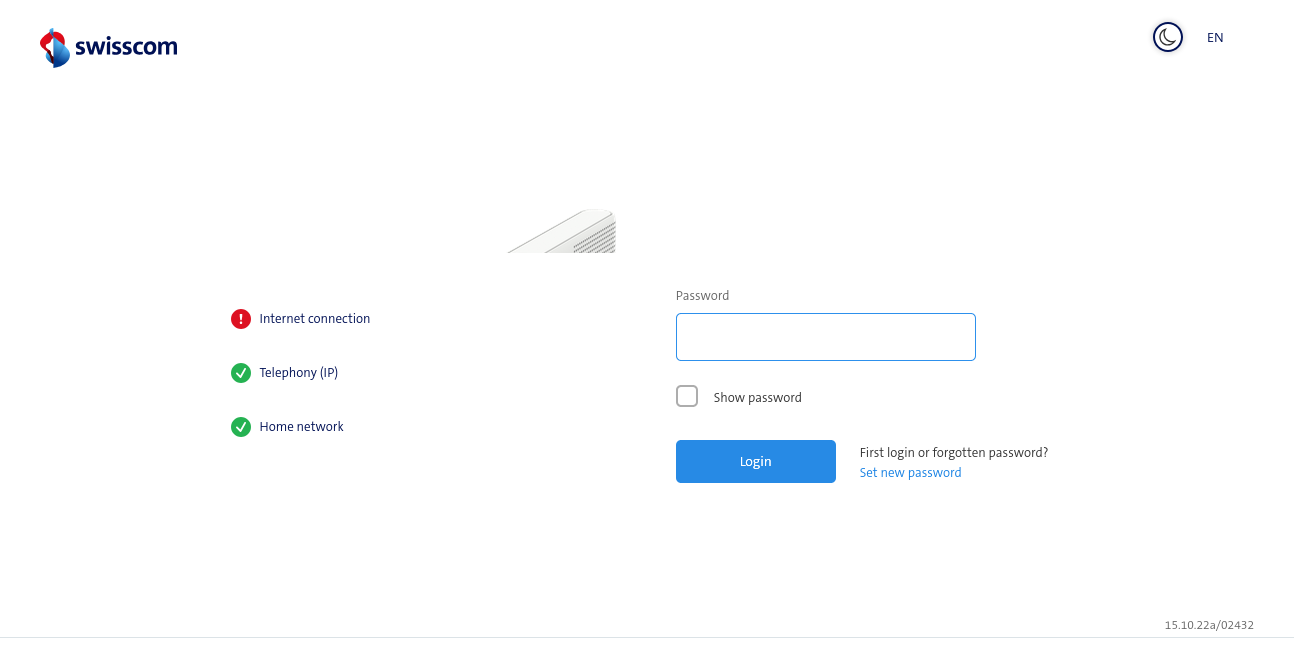 swisscom
EN
Internet connection
Telephony (IP)
Home network
Password
Show password
Login
First login or forgotten password?
Set new password
15.10.22a/02432